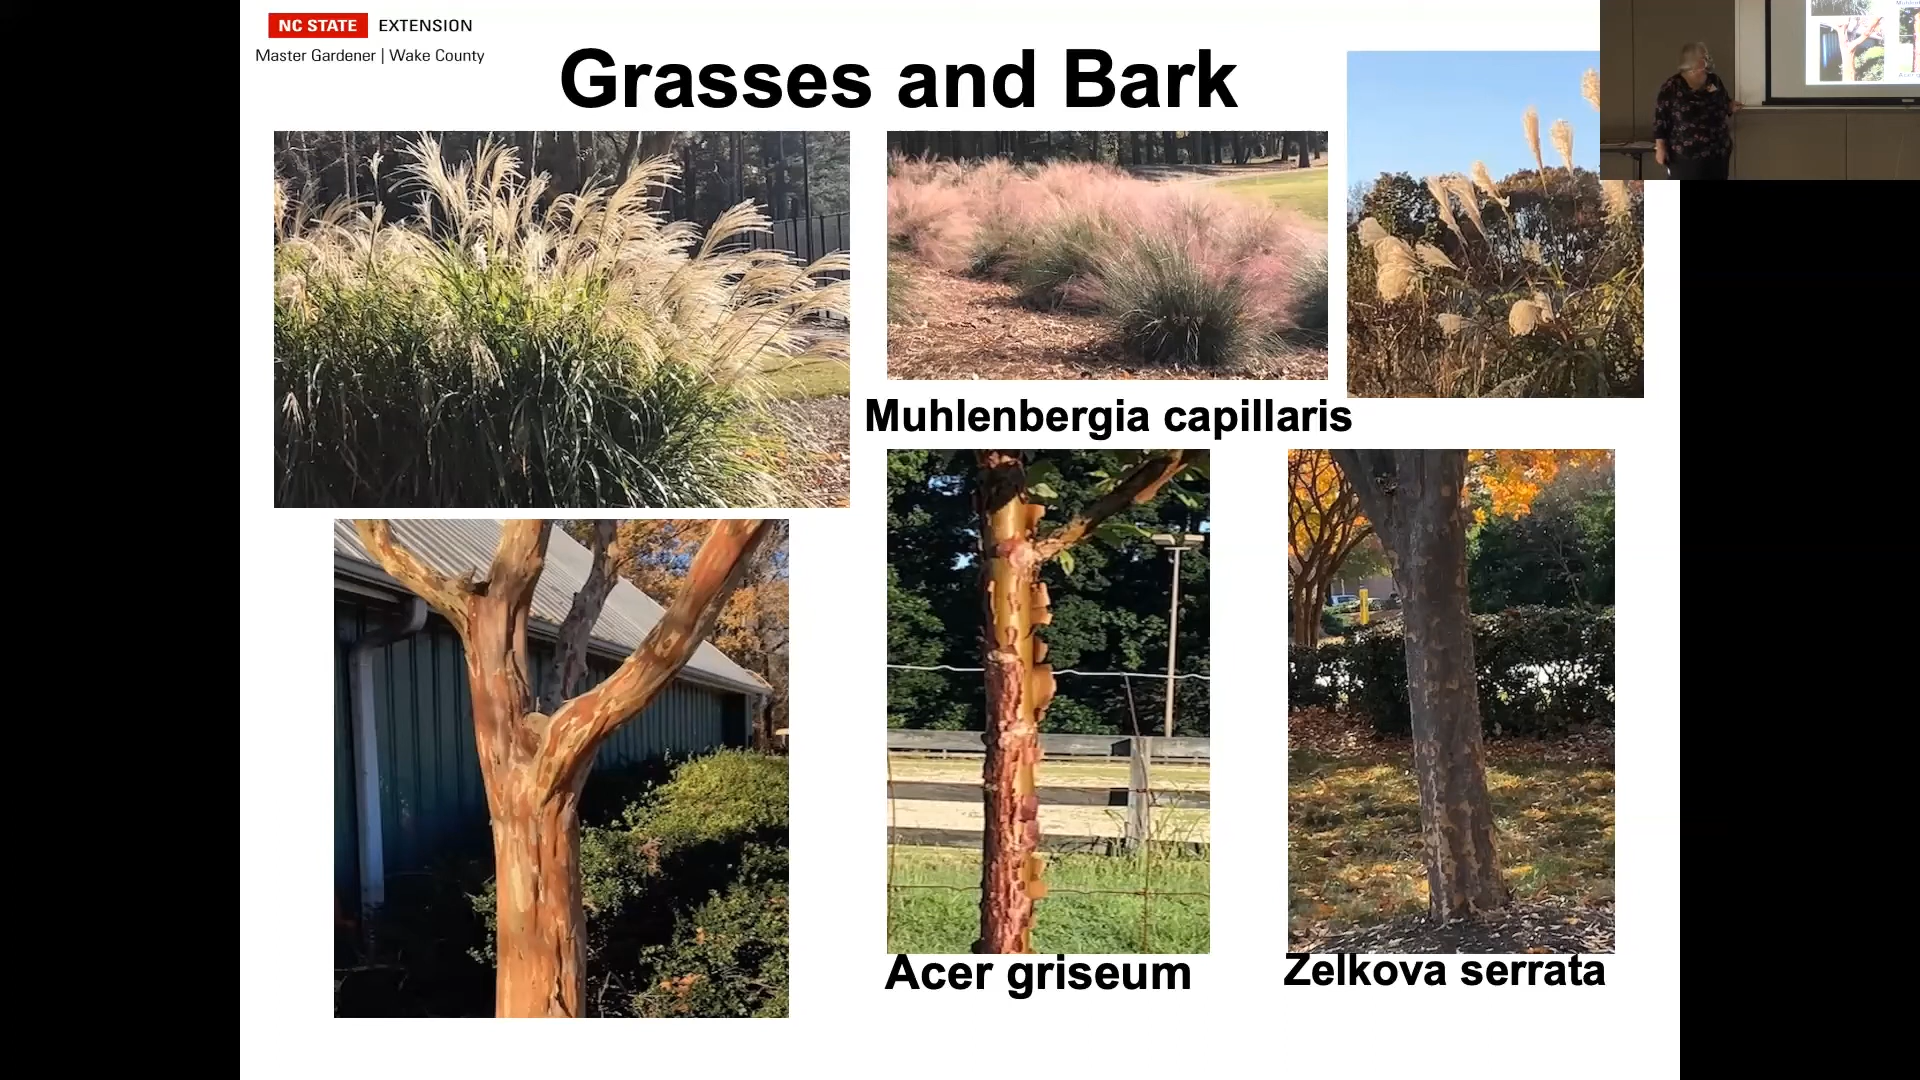 NC STATE EXTENSION
Master Gardener | Wake County
Grasses and Bark
Muhlenbergia capillaris
Acer griseum
Zelkova serrata